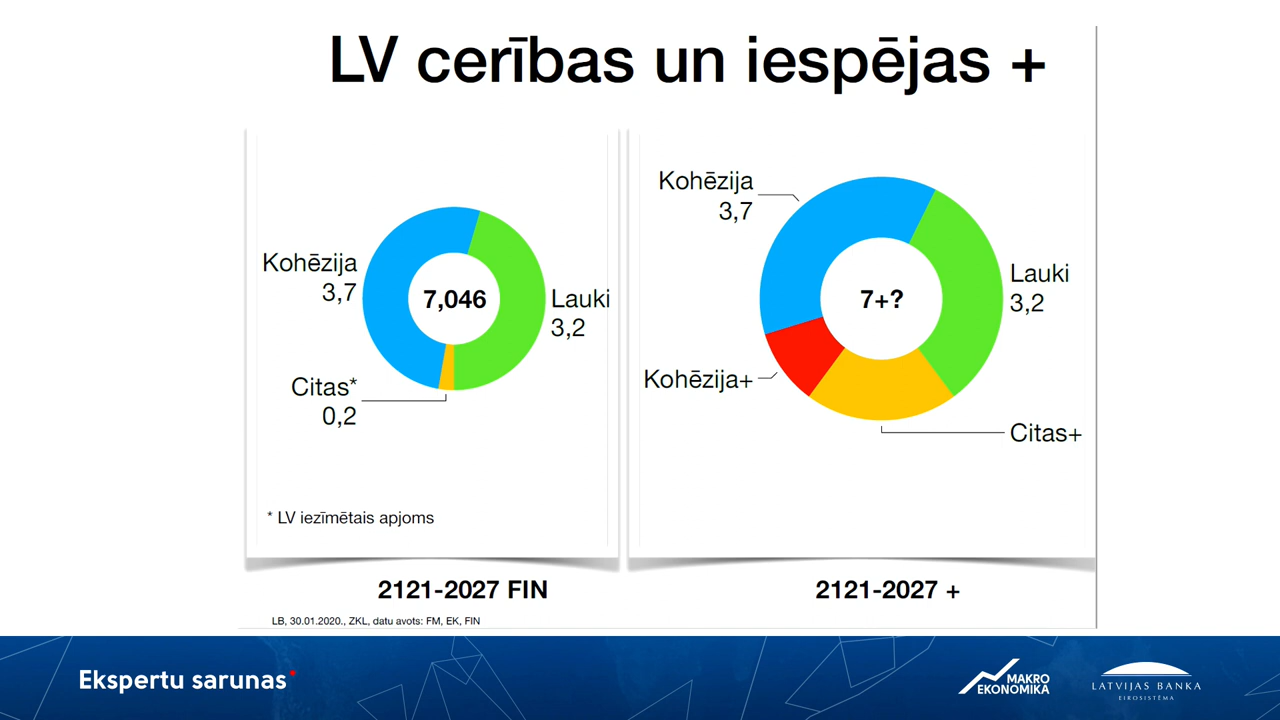 LV cerības un iespējas +
Kohēzija
3,7
7,046
Lauki
3,2
Citas*
0,2
* LV iezīmētais apjoms
Kohēzija
3,7
7+?
Lauki
3,2
Kohēzija+
Citas+
2121-2027 FIN
2121-2027 +
LB, 30.01.2020., ZKL, datu avots: FM, EK, FIN
Ekspertu sarunas*
MAKRO
EKONOMIKA
LATVIJAS BANKA
EIROSISTĒMA